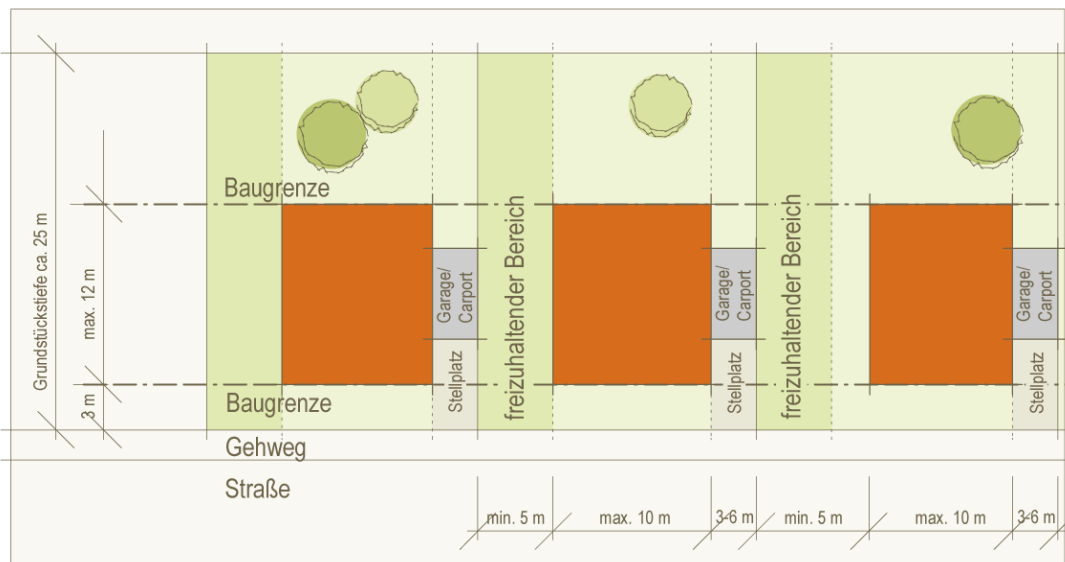 Baugrenze
Grundstückstiefe ca. 25 m
max. 12 m
3 m
Garage/
Carport
Stellplatz
freizuhaltender Bereich
Garage/
Carport
Stellplatz
freizuhaltender Bereich
Garage/
Carport
Stellplatz
Baugrenze
Gehweg
Straße
min. 5 m
max. 10 m
3-6 m
min. 5 m
max. 10 m
3-6 m